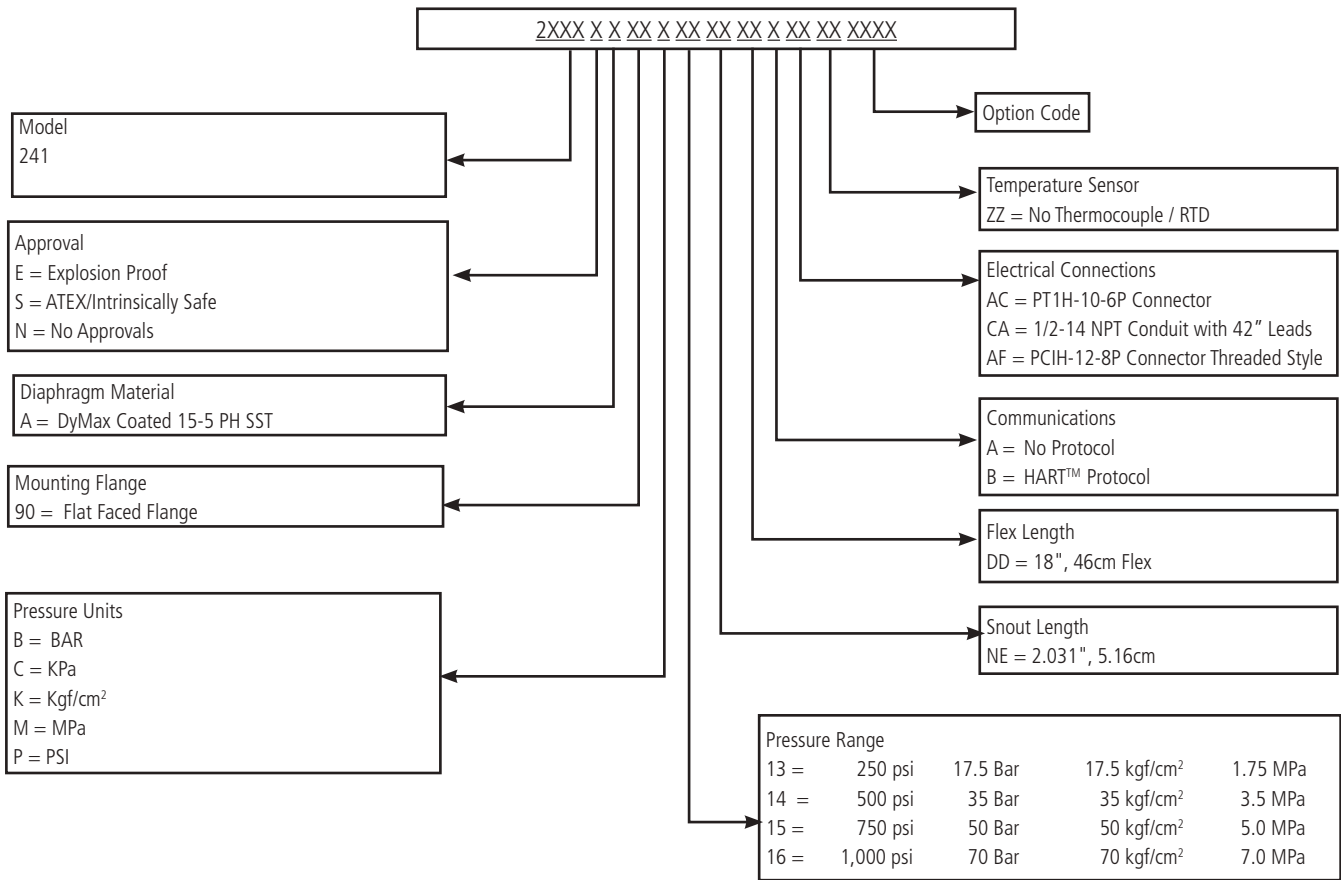 2XXX X X XX X XX XX XX X XX XX XXXX
Model
241
Approval
E = Explosion Proof
S = ATEX/Intrinsically Safe
N = No Approvals
Diaphragm Material
A = DyMax Coated 15-5 PH SST
Mounting Flange
90 = Flat Faced Flange
Pressure Units
B = BAR
C = KPa
K = Kgf/cm²
M = MPa
P = PSI
Option Code
Temperature Sensor
ZZ = No Thermocouple / RTD
Electrical Connections
AC = PT1H-10-6P Connector
CA = 1/2-14 NPT Conduit with 42" Leads
AF = PCIH-12-8P Connector Threaded Style
Communications
A = No Protocol
B = HART™ Protocol
Flex Length
DD = 18", 46cm Flex
Snout Length
NE = 2.031", 5.16cm
Pressure Range
13 = 250 psi 17.5 Bar 17.5 kgf/cm² 1.75 MPa
14 = 500 psi 35 Bar 35 kgf/cm² 3.5 MPa
15 = 750 psi 50 Bar 50 kgf/cm² 5.0 MPa
16 = 1,000 psi 70 Bar 70 kgf/cm² 7.0 MPa